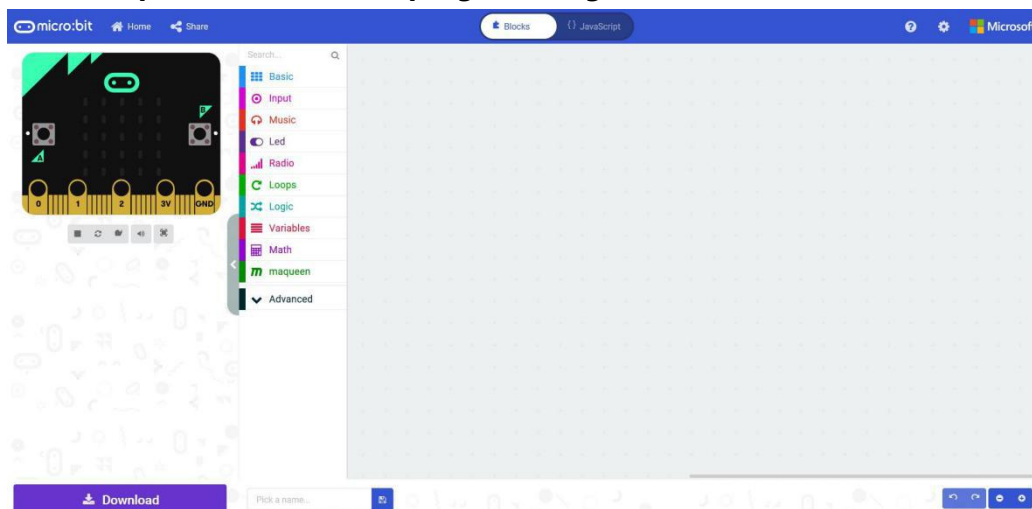 micro:bit Home Share Blocks {} JavaScript Microsof
Search...
Basic
Input
Music
Led
Radio
Loops
Logic
Variables
Math
maqueen
Advanced
B
A
0 1 2 3V GND
Download Pick a name...